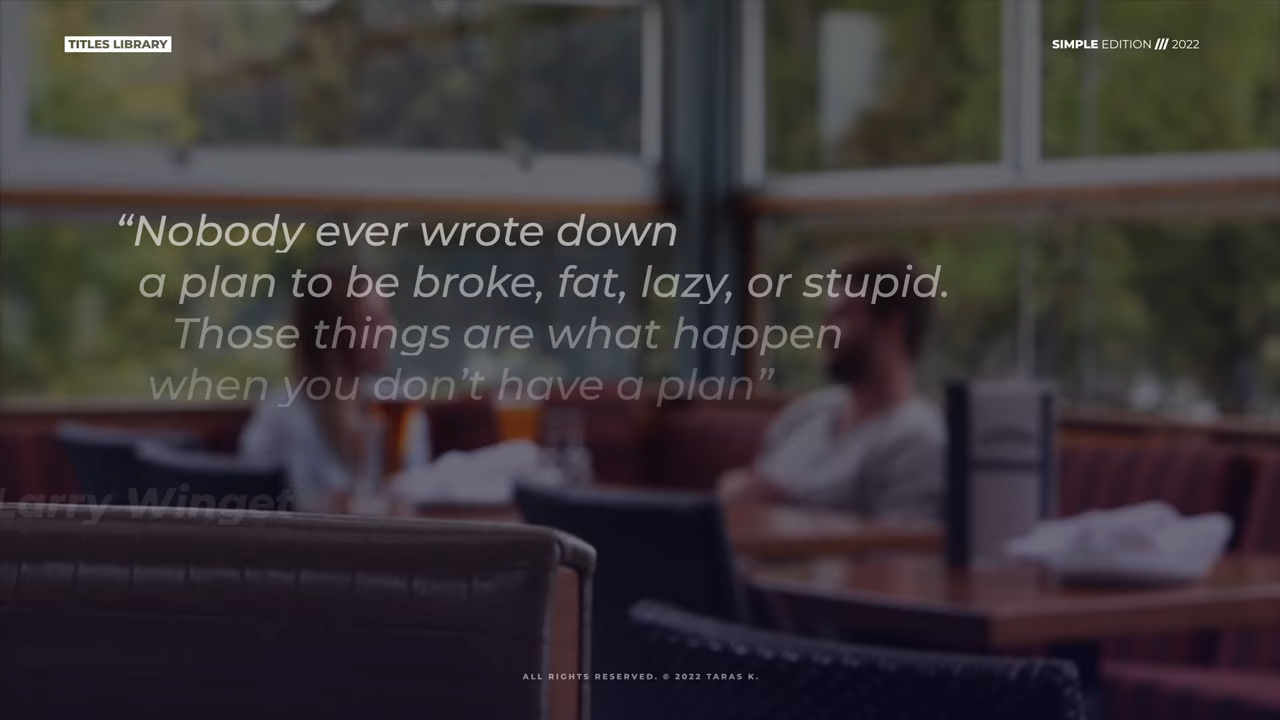 TITLES LIBRARY
SIMPLE EDITION /// 2022
“Nobody ever wrote down
a plan to be broke, fat, lazy, or stupid.
Those things are what happen
when you don’t have a plan”
Larry Winget
ALL RIGHTS RESERVED. © 2022 TARAS K.